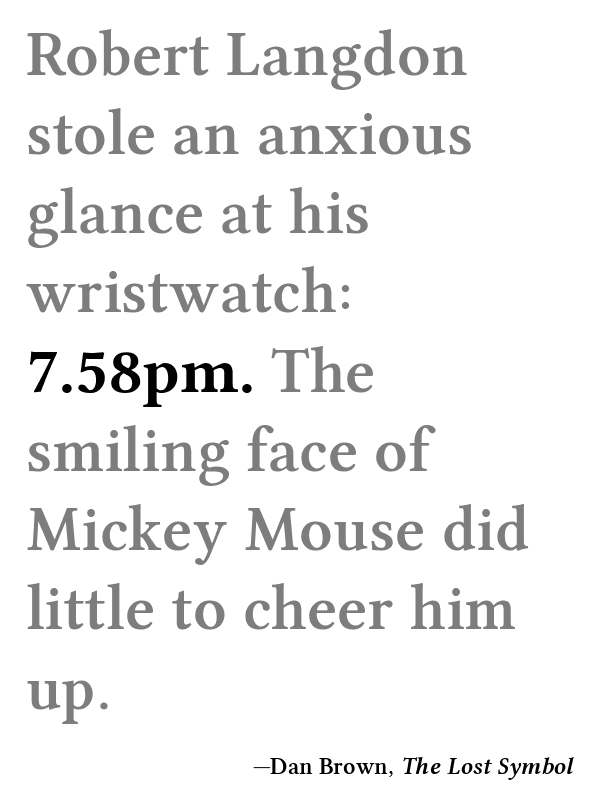 Robert Langdon
stole an anxious
glance at his
wristwatch:
7.58pm. The
smiling face of
Mickey Mouse did
little to cheer him
up.
—Dan Brown, The Lost Symbol